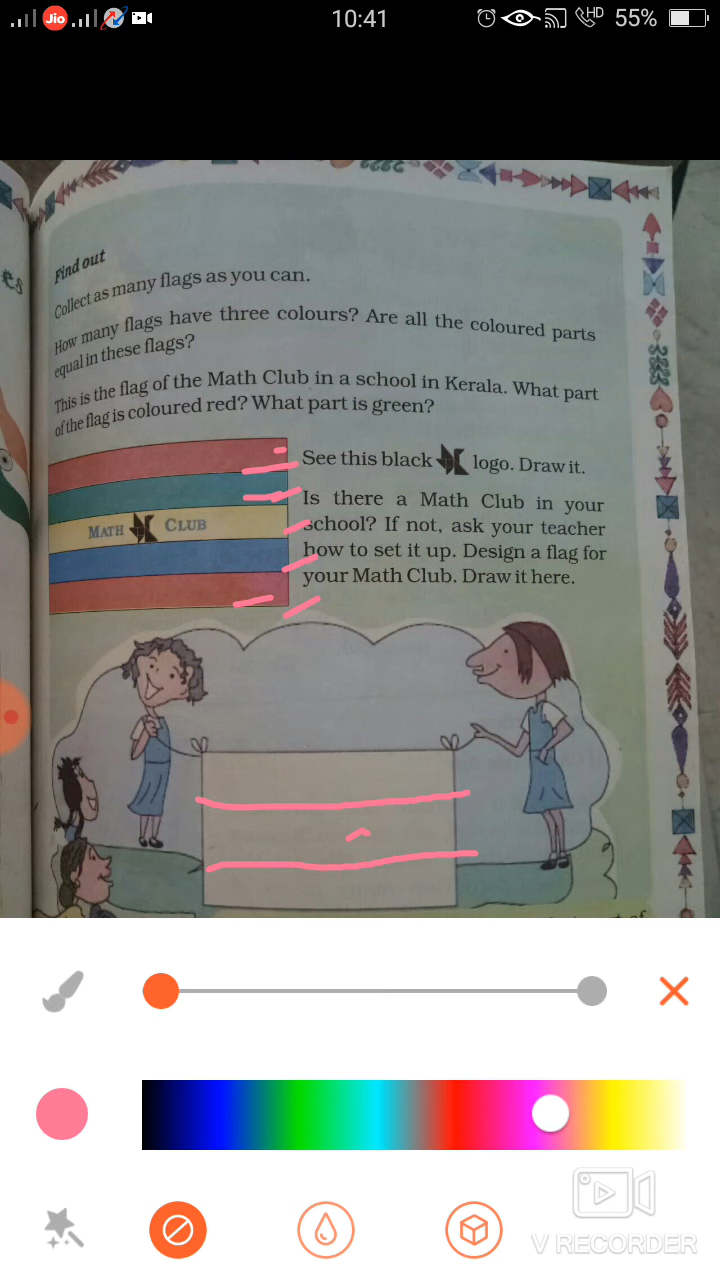 Jio
10:41
HD
55%
es
Find out
Collect as many flags as you can.
How many flags have three colours? Are all the coloured parts
equal in these flags?
This is the flag of the Math Club in a school in Kerala. What part
of the flag is coloured red? What part is green?
See this black logo. Draw it.
MATH CLUB
Is there a Math Club in your
school? If not, ask your teacher
how to set it up. Design a flag for
your Math Club. Draw it here.
V RECORDER